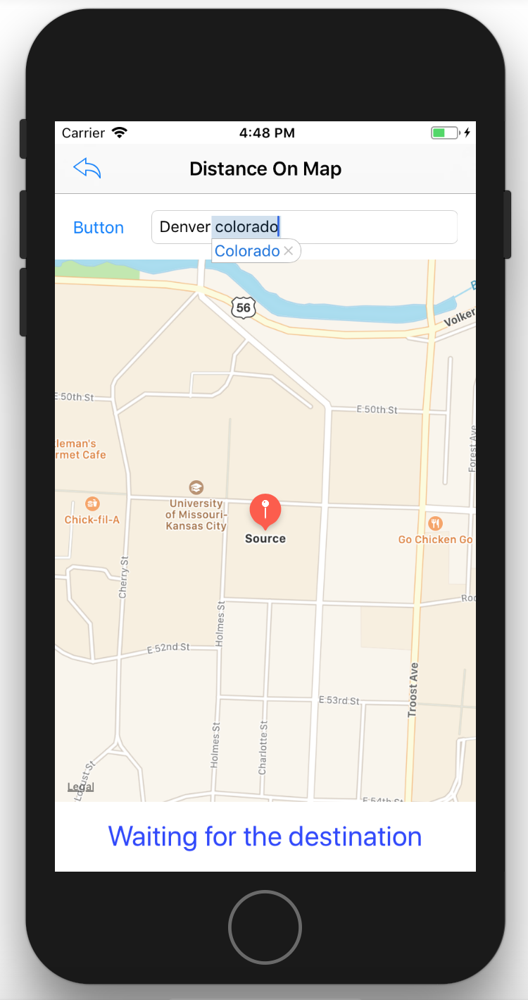 Carrier 4:48 PM
Distance On Map
Button Denver colorado
Colorado
56
Volker
E 50th St
E 50th St
Forest Ave
leman's
rmet Cafe
University
of Missouri-
Kansas City
Chick-fil-A
Source
Go Chicken Go
Cherry St
Roc
Holmes St
E 52nd St
Troost Ave
E 53rd St
Holmes St
Charlotte St
Locust St
Legal
E 54th St
Waiting for the destination